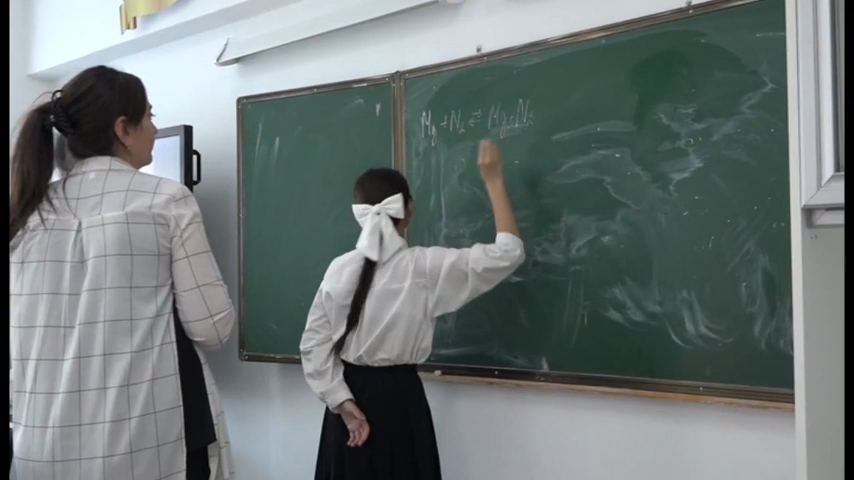 Mg + N₂ ⇄ Mg₃N₂